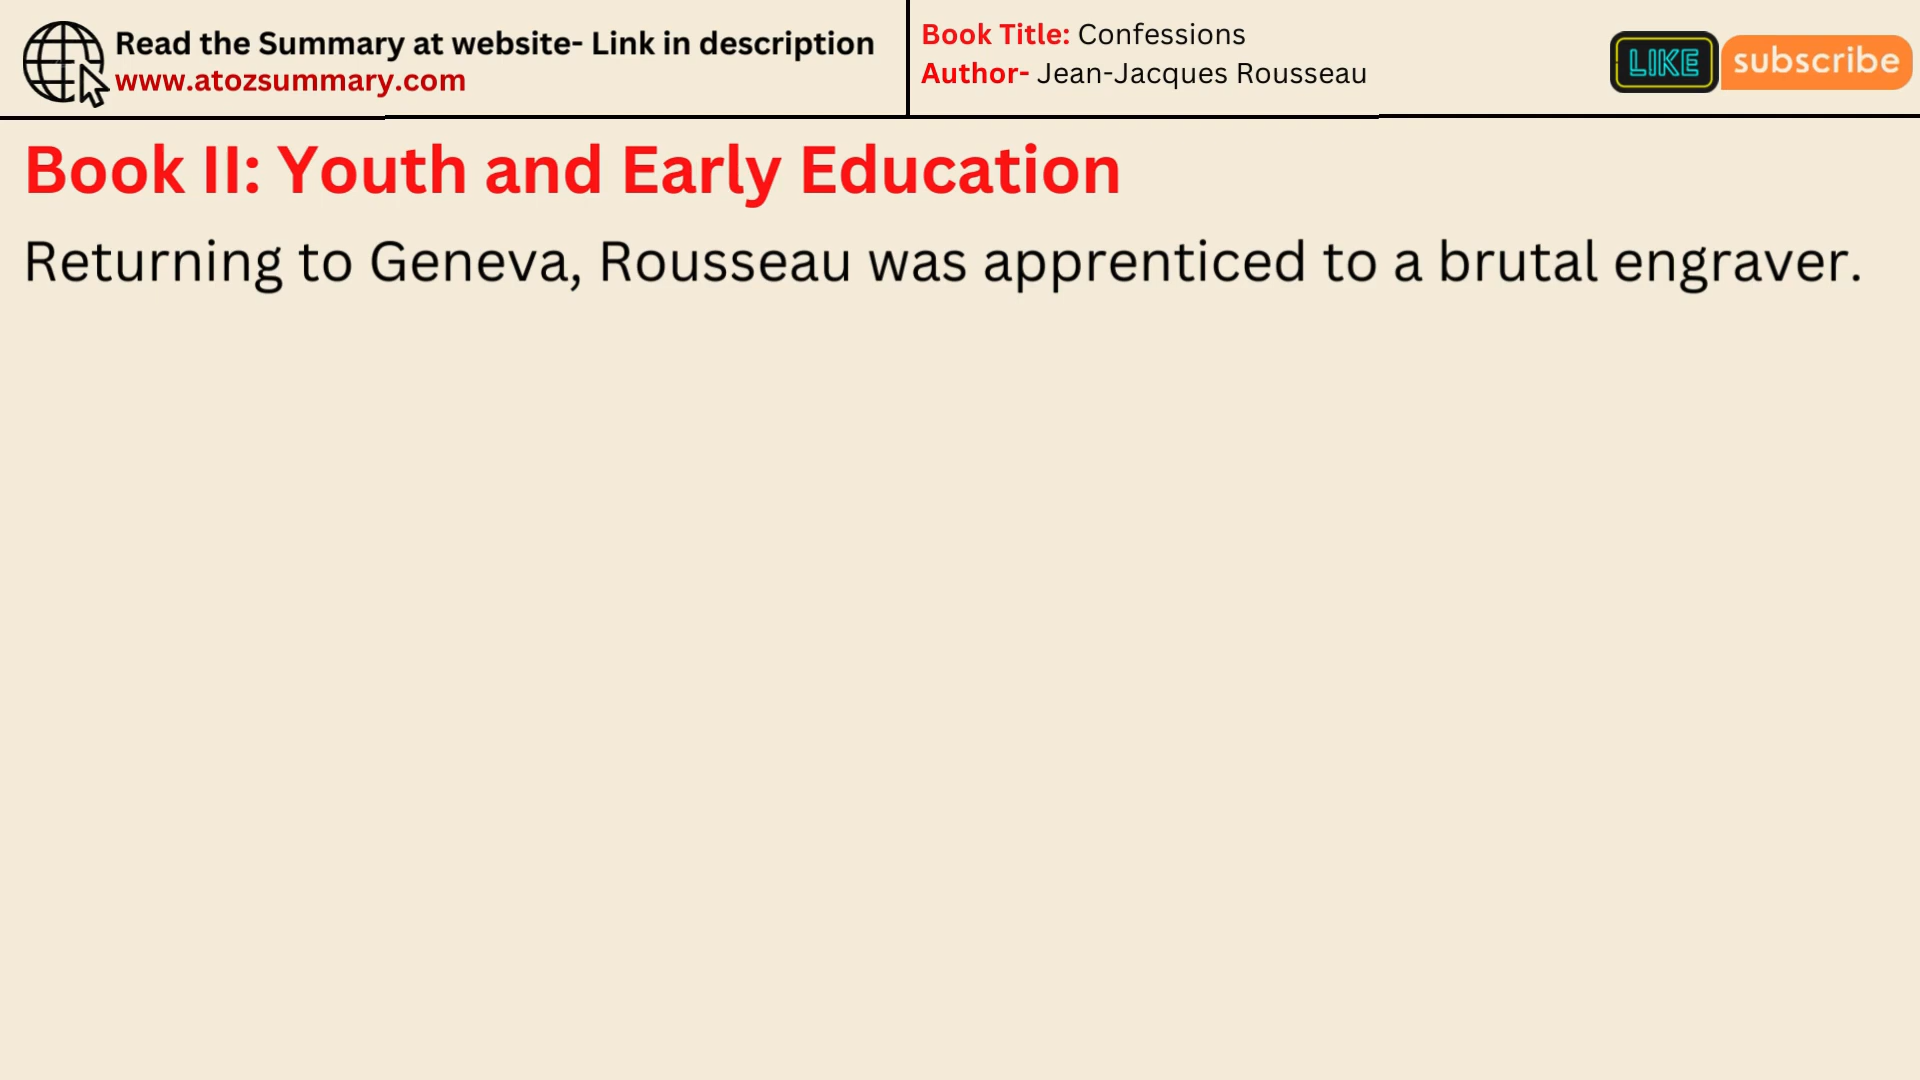 Read the Summary at website- Link in description
www.atozsummary.com
Book Title: Confessions
Author- Jean-Jacques Rousseau
LIKE
subscribe
Book II: Youth and Early Education
Returning to Geneva, Rousseau was apprenticed to a brutal engraver.